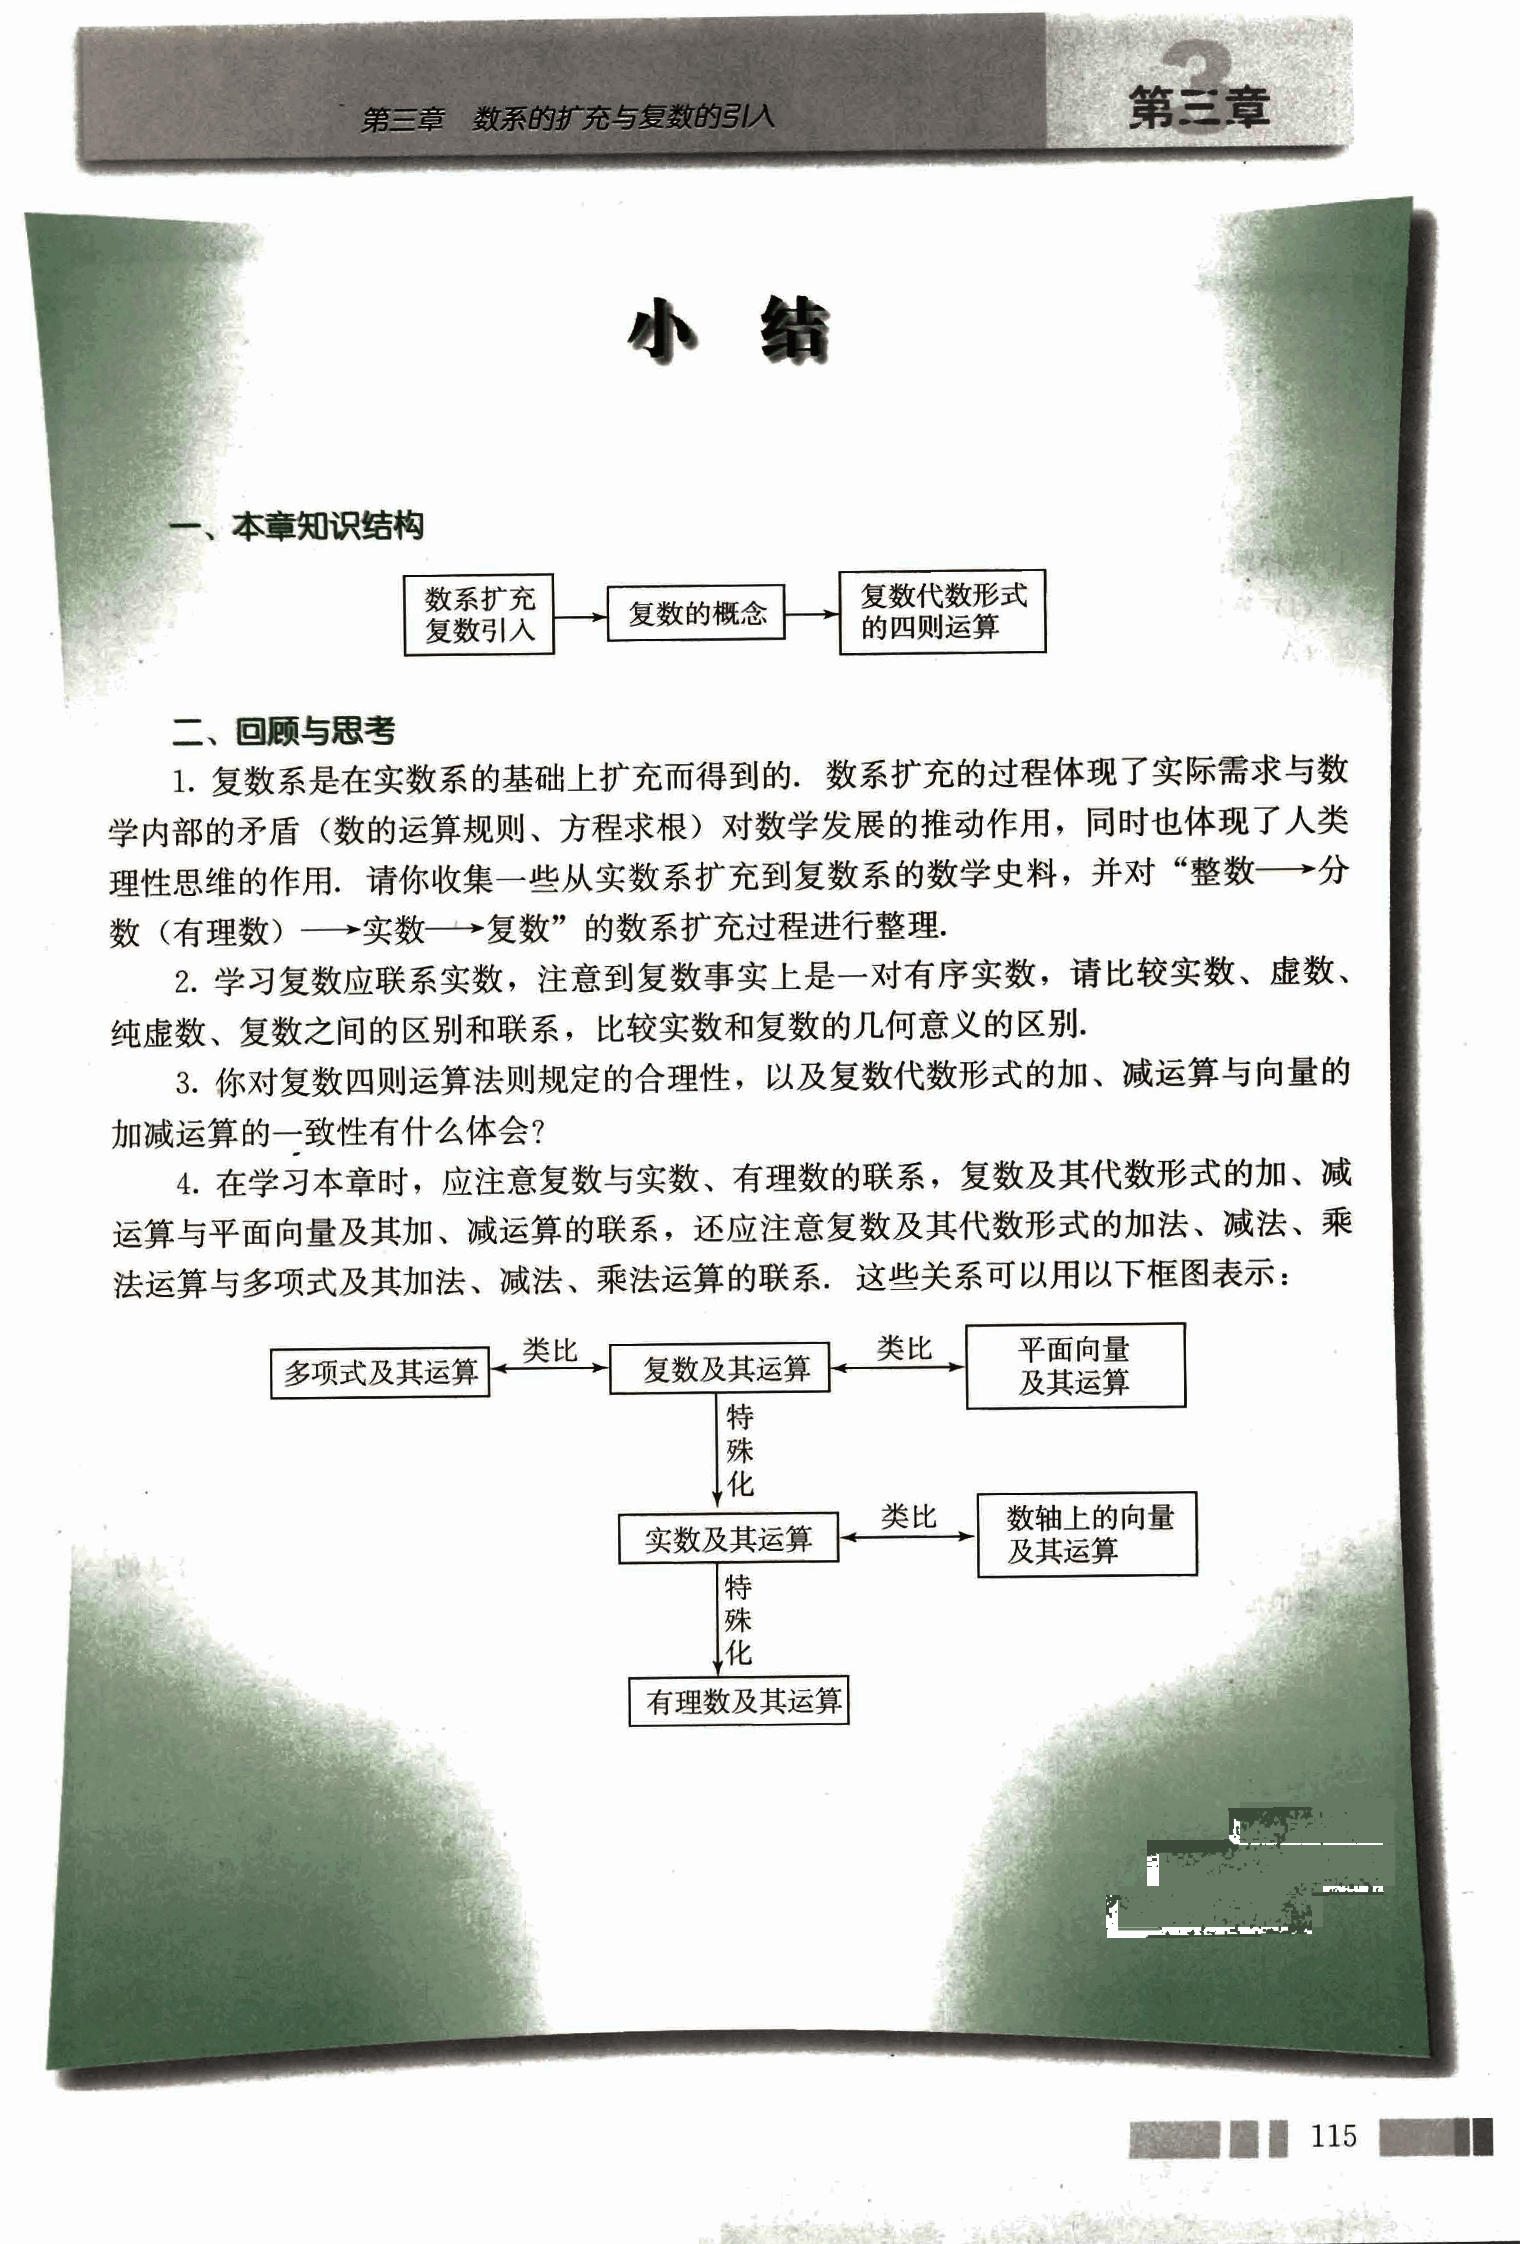 第三章 数系的扩充与复数的引入
第三章
小 结
一、本章知识结构
数系扩充
复数引入
复数的概念
复数代数形式
的四则运算
二、回顾与思考
1. 复数系是在实数系的基础上扩充而得到的. 数系扩充的过程体现了实际需求与数
学内部的矛盾（数的运算规则、方程求根）对数学发展的推动作用，同时也体现了人类
理性思维的作用. 请你收集一些从实数系扩充到复数系的数学史料，并对“整数⟶分
数（有理数）⟶实数⟶复数”的数系扩充过程进行整理.
2. 学习复数应联系实数，注意到复数事实上是一对有序实数，请比较实数、虚数、
纯虚数、复数之间的区别和联系，比较实数和复数的几何意义的区别.
3. 你对复数四则运算法则规定的合理性，以及复数代数形式的加、减运算与向量的
加减运算的一致性有什么体会?
4. 在学习本章时，应注意复数与实数、有理数的联系，复数及其代数形式的加、减
运算与平面向量及其加、减运算的联系，还应注意复数及其代数形式的加法、减法、乘
法运算与多项式及其加法、减法、乘法运算的联系. 这些关系可以用以下框图表示：
多项式及其运算
类比
复数及其运算
类比
平面向量
及其运算
特
殊
化
实数及其运算
类比
数轴上的向量
及其运算
特
殊
化
有理数及其运算
115